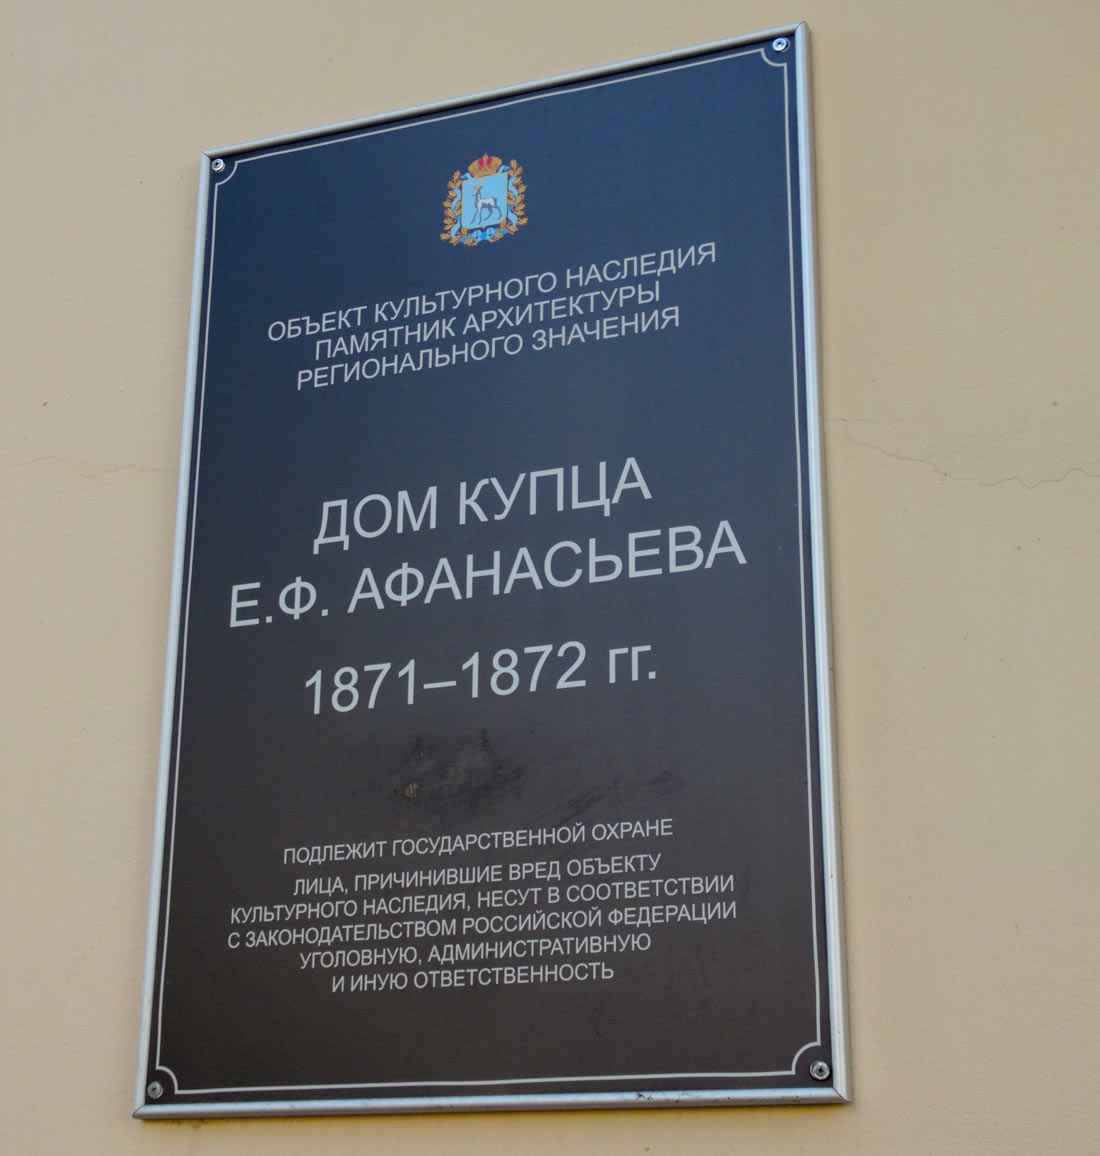 ОБЪЕКТ КУЛЬТУРНОГО НАСЛЕДИЯ
ПАМЯТНИК АРХИТЕКТУРЫ
РЕГИОНАЛЬНОГО ЗНАЧЕНИЯ
ДОМ КУПЦА
Е.Ф. АФАНАСЬЕВА
1871–1872 гг.
ПОДЛЕЖИТ ГОСУДАРСТВЕННОЙ ОХРАНЕ
ЛИЦА, ПРИЧИНИВШИЕ ВРЕД ОБЪЕКТУ
КУЛЬТУРНОГО НАСЛЕДИЯ, НЕСУТ В СООТВЕТСТВИИ
С ЗАКОНОДАТЕЛЬСТВОМ РОССИЙСКОЙ ФЕДЕРАЦИИ
УГОЛОВНУЮ, АДМИНИСТРАТИВНУЮ
И ИНУЮ ОТВЕТСТВЕННОСТЬ